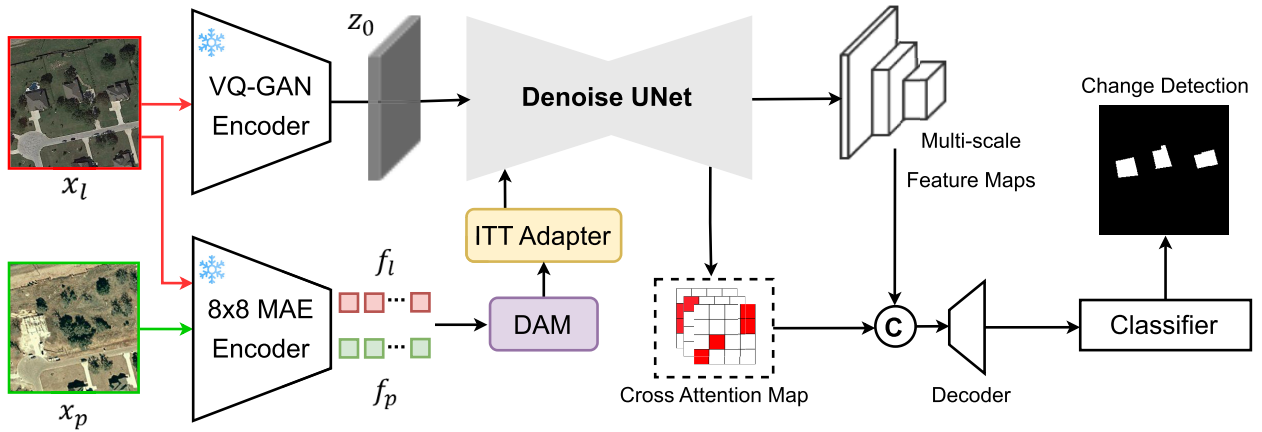 z₀
VQ-GAN
Encoder
Denoise UNet
Change Detection
Multi-scale
Feature Maps
xₗ
ITT Adapter
fₗ
8x8 MAE
Encoder
DAM
C
Classifier
fₚ
Cross Attention Map
Decoder
xₚ